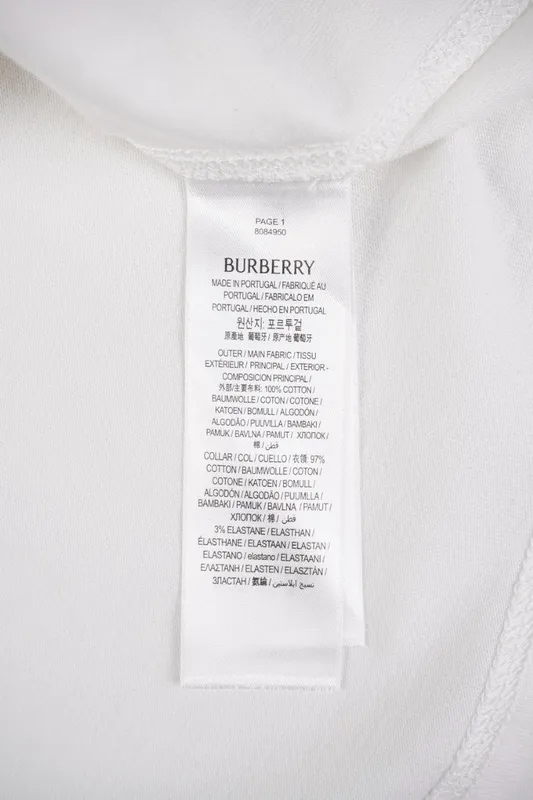 PAGE 1
8084950
BURBERRY
MADE IN PORTUGAL / FABRIQUÉ AU
PORTUGAL / FABRICALO EM
PORTUGAL / HECHO EN PORTUGAL
원산지: 포르투걸
原產地 葡萄牙 / 原产地 葡萄牙
OUTER / MAIN FABRIC / TISSU
EXTÉRIEUR / PRINCIPAL / EXTERIOR -
COMPOSICION PRINCIPAL /
外部/主要布料: 100% COTTON /
BAUMWOLLE / COTON / COTONE /
KATOEN / BOMULL / ALGODÓN /
ALGODÃO / PUUVILLA / BAMBAKI /
PAMUK / BAVLNA / PAMUT / ХЛОПОК /
棉 / قطن
COLLAR / COL / CUELLO / 衣領: 97%
COTTON / BAUMWOLLE / COTON /
COTONE / KATOEN / BOMULL /
ALGODÓN / ALGODÃO / PUUMLLA /
BAMBAKI / PAMUK / BAVLNA / PAMUT /
ХЛОПОК / 棉 / قطن
3% ELASTANE / ELASTHAN /
ÉLASTHANE / ELASTAAN / ELASTAN /
ELASTANO / elastano / ELASTAANI /
ΕΛΑΣΤΑΝΗ / ELASTEN / ELASZTÁN /
ЭЛАСТАН / 氨綸 / نسيج ايلاستين